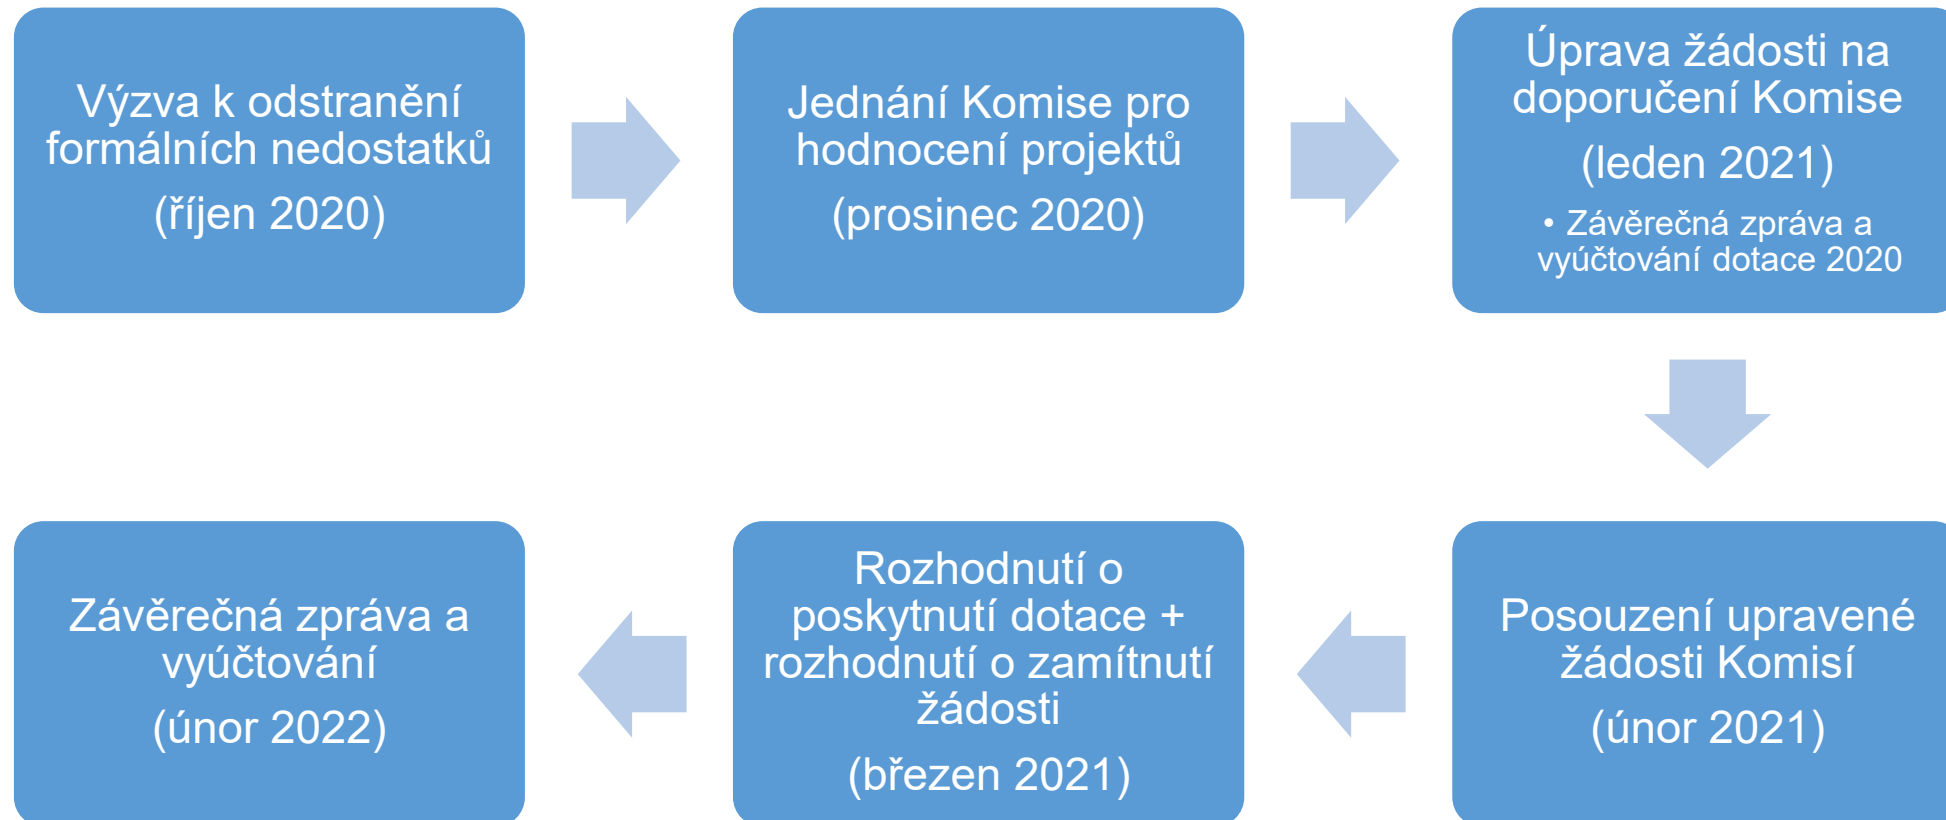 Výzva k odstranění
formálních nedostatků
(říjen 2020)
Jednání Komise pro
hodnocení projektů
(prosinec 2020)
Úprava žádosti na
doporučení Komise
(leden 2021)
• Závěrečná zpráva a
vyúčtování dotace 2020
Posouzení upravené
žádosti Komisí
(únor 2021)
Rozhodnutí o
poskytnutí dotace +
rozhodnutí o zamítnutí
žádosti
(březen 2021)
Závěrečná zpráva a
vyúčtování
(únor 2022)